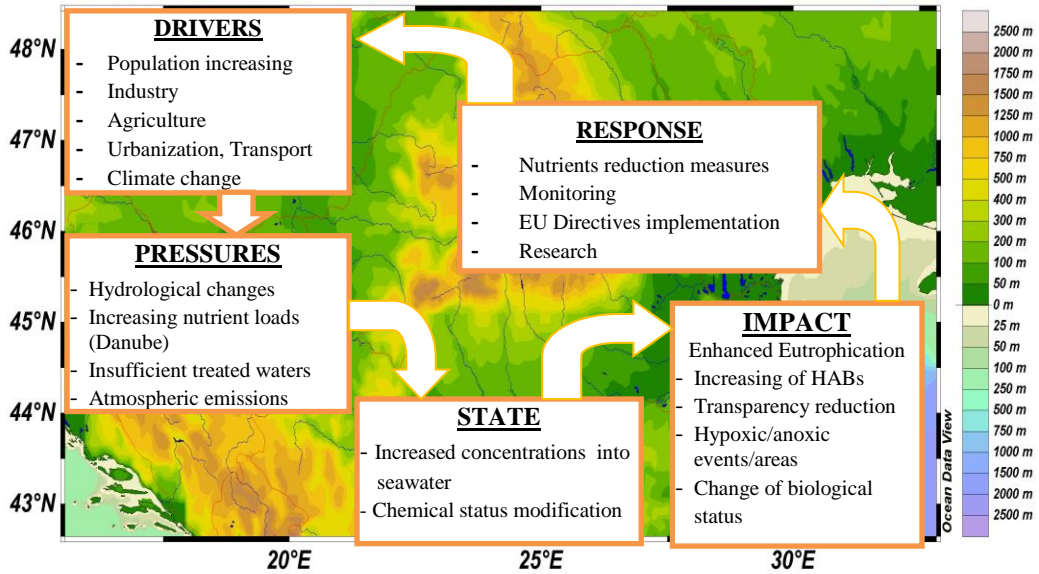 DRIVERS
- Population increasing
- Industry
- Agriculture
- Urbanization, Transport
- Climate change
PRESSURES
- Hydrological changes
- Increasing nutrient loads
(Danube)
- Insufficient treated waters
- Atmospheric emissions
STATE
- Increased concentrations into
seawater
- Chemical status modification
IMPACT
Enhanced Eutrophication
- Increasing of HABs
- Transparency reduction
- Hypoxic/anoxic
events/areas
- Change of biological
status
RESPONSE
- Nutrients reduction measures
- Monitoring
- EU Directives implementation
- Research
48°N
47°N
46°N
45°N
44°N
43°N
20°E
25°E
30°E
Ocean Data View
2500 m
2000 m
1750 m
1500 m
1250 m
1000 m
750 m
500 m
400 m
300 m
200 m
100 m
50 m
0 m
25 m
50 m
100 m
250 m
500 m
750 m
1000 m
1500 m
2000 m
2500 m